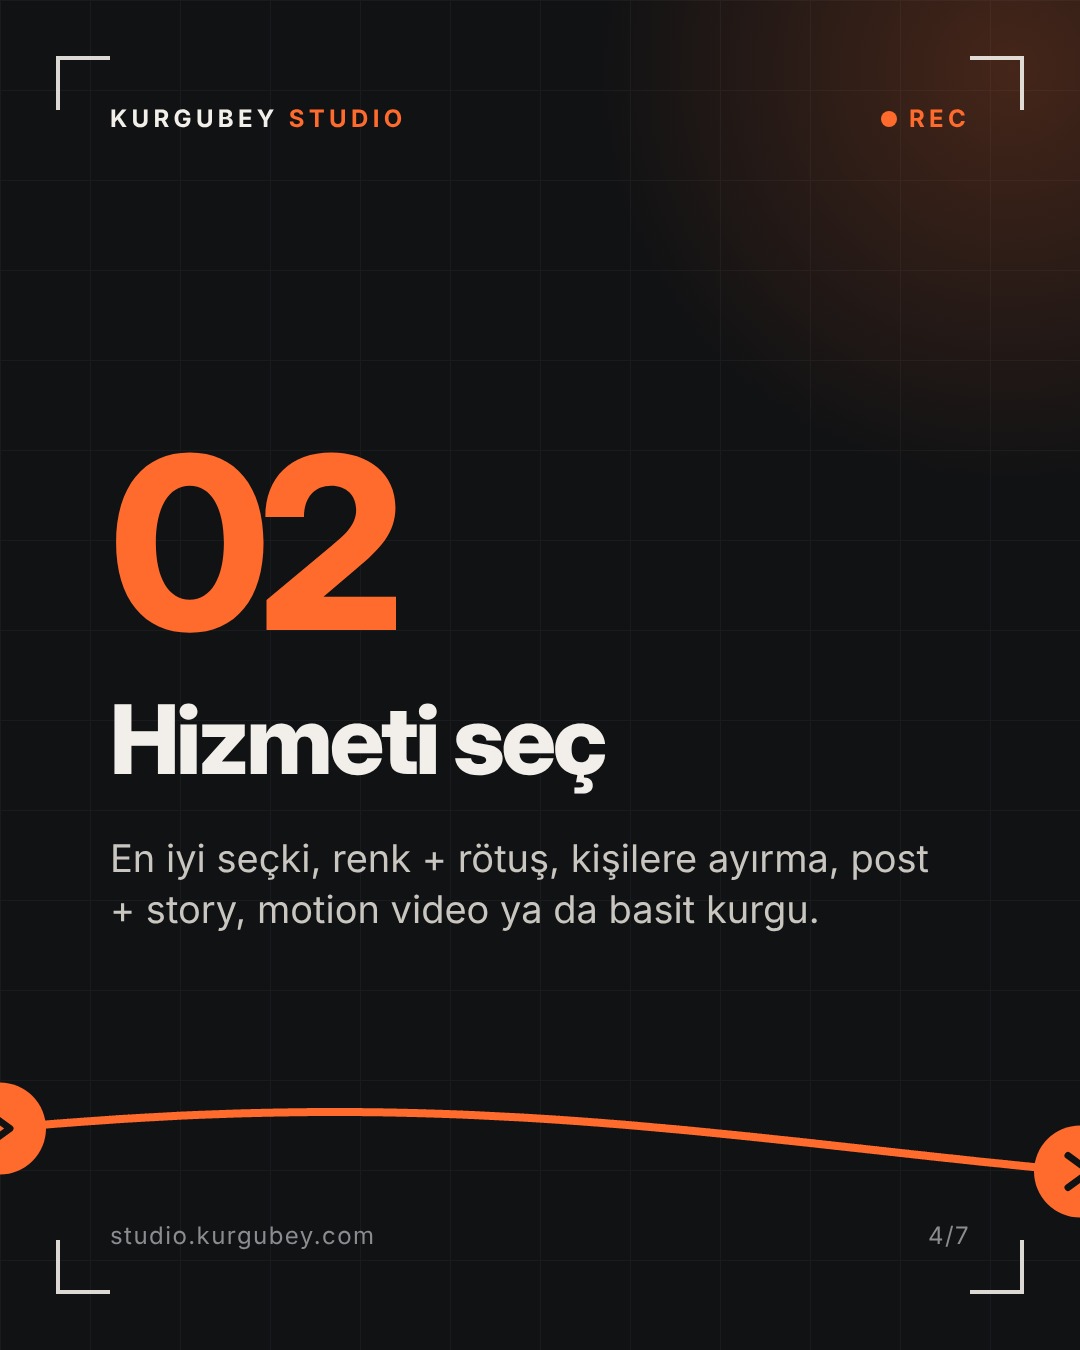 KURGUBEY STUDIO
REC
02
Hizmeti seç
En iyi seçki, renk + rötuş, kişilere ayırma, post
+ story, motion video ya da basit kurgu.
studio.kurgubey.com
4/7